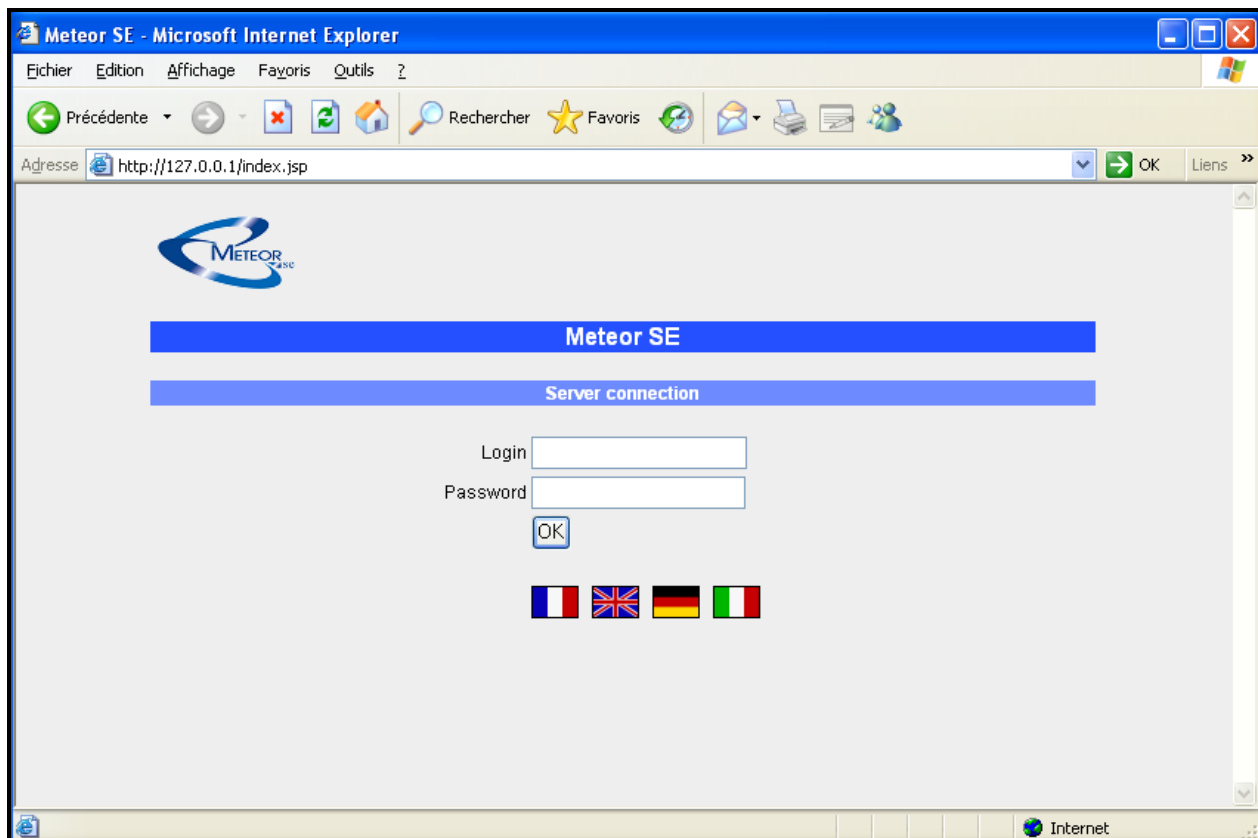 Meteor SE - Microsoft Internet Explorer
Fichier Edition Affichage Favoris Outils ?
Précédente Rechercher Favoris
Adresse http://127.0.0.1/index.jsp OK Liens »
METEOR se
Meteor SE
Server connection
Login
Password
OK
Internet